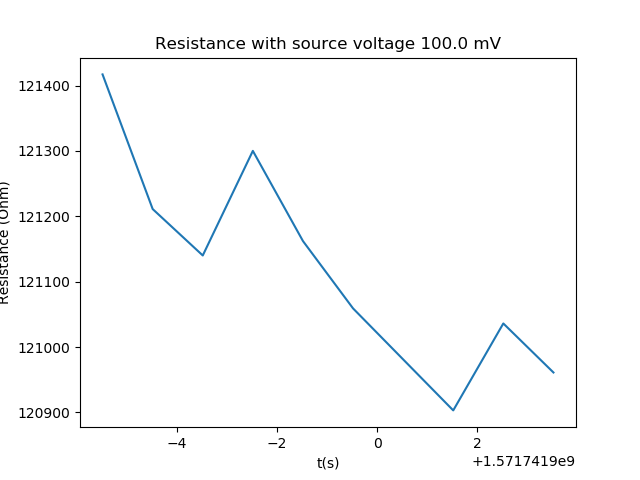 Resistance with source voltage 100.0 mV
121400
121300
121200
121100
121000
120900
Resistance (Ohm)
−4
−2
0
2
t(s)
+1.5717419e9